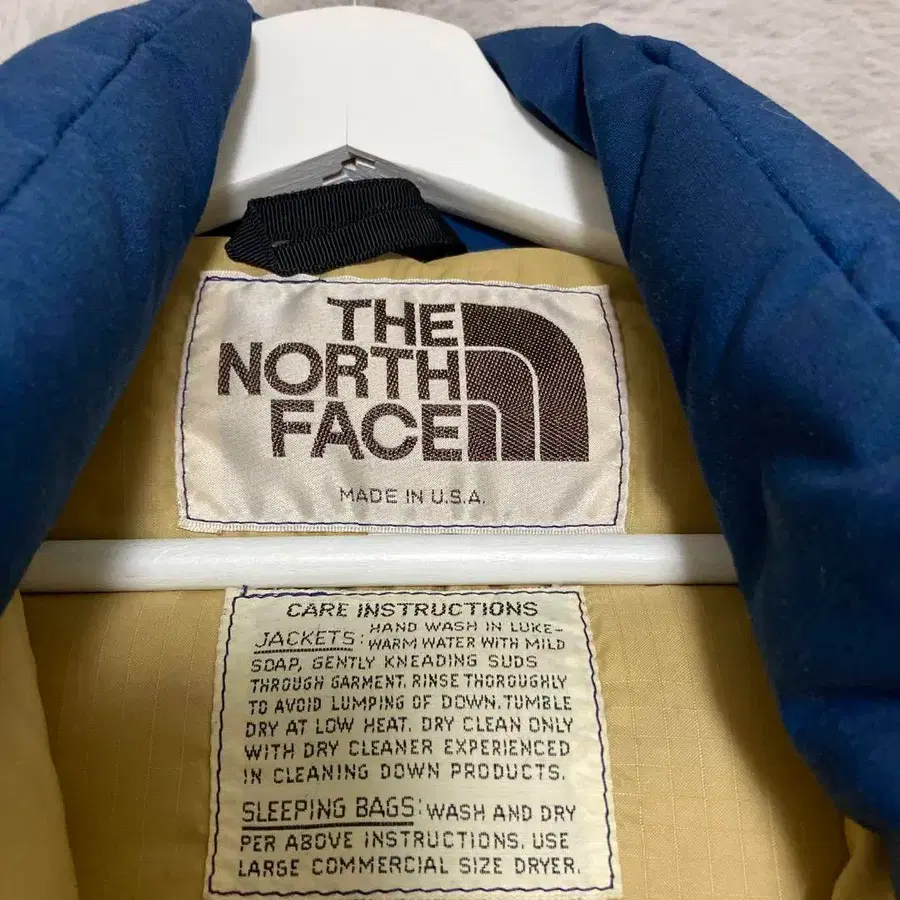 THE
NORTH
FACE
MADE IN U.S.A.
CARE INSTRUCTIONS
JACKETS: HAND WASH IN LUKE-
WARM WATER WITH MILD
SOAP, GENTLY KNEADING SUDS
THROUGH GARMENT. RINSE THOROUGHLY
TO AVOID LUMPING OF DOWN. TUMBLE
DRY AT LOW HEAT. DRY CLEAN ONLY
WITH DRY CLEANER EXPERIENCED
IN CLEANING DOWN PRODUCTS.
SLEEPING BAGS: WASH AND DRY
PER ABOVE INSTRUCTIONS. USE
LARGE COMMERCIAL SIZE DRYER.